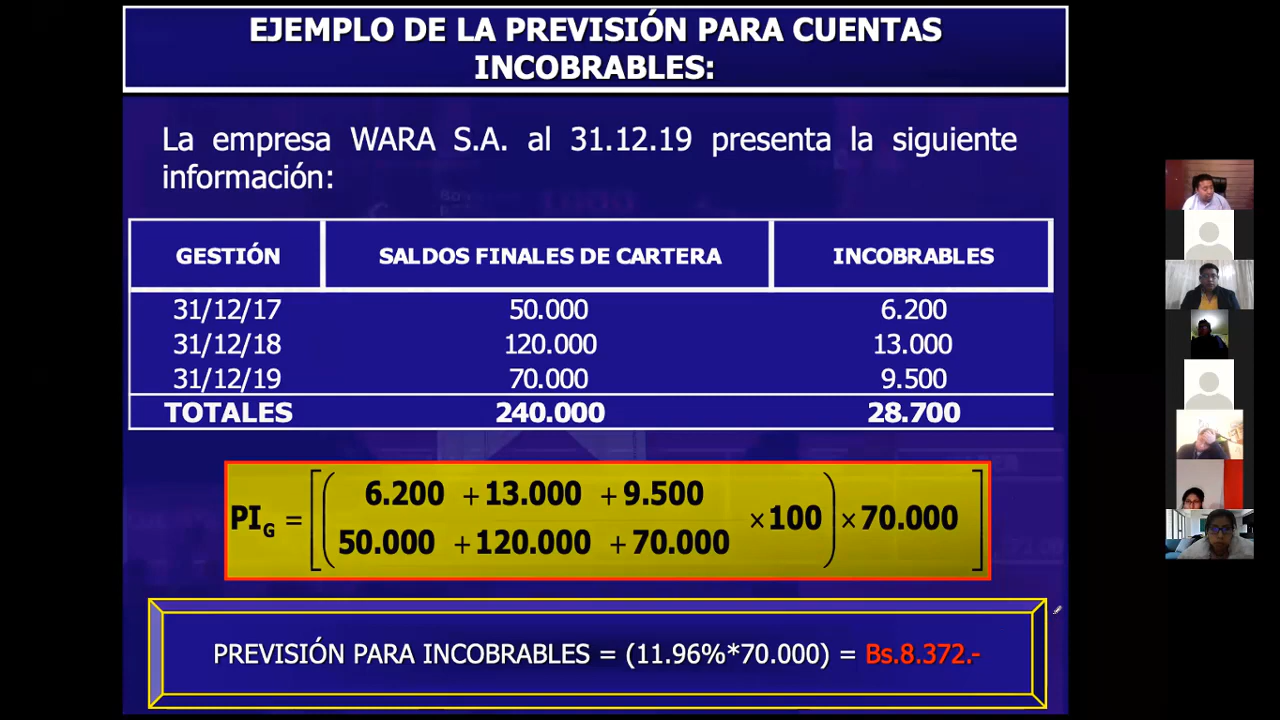 EJEMPLO DE LA PREVISIÓN PARA CUENTAS
INCOBRABLES:
La empresa WARA S.A. al 31.12.19 presenta la siguiente
información:
GESTIÓN SALDOS FINALES DE CARTERA INCOBRABLES
31/12/17 50.000 6.200
31/12/18 120.000 13.000
31/12/19 70.000 9.500
TOTALES 240.000 28.700
6.200 + 13.000 + 9.500
PI_G = [( ×100) × 70.000]
50.000 + 120.000 + 70.000
PREVISIÓN PARA INCOBRABLES = (11.96%*70.000) = Bs.8.372.-